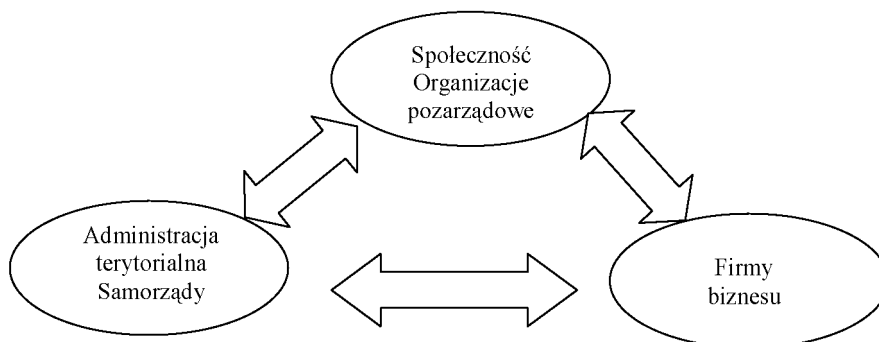 Społeczność
Organizacje
pozarządowe
Administracja
terytorialna
Samorządy
Firmy
biznesu